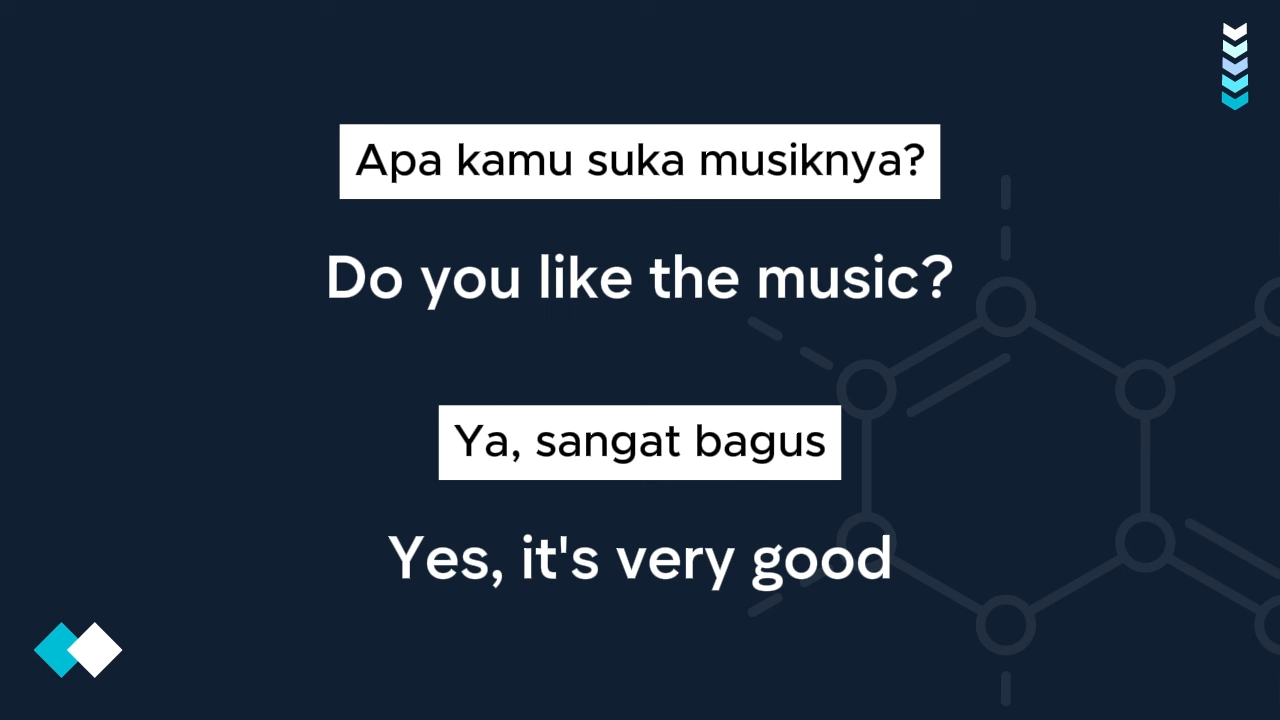 Apa kamu suka musiknya?
Do you like the music?
Ya, sangat bagus
Yes, it's very good